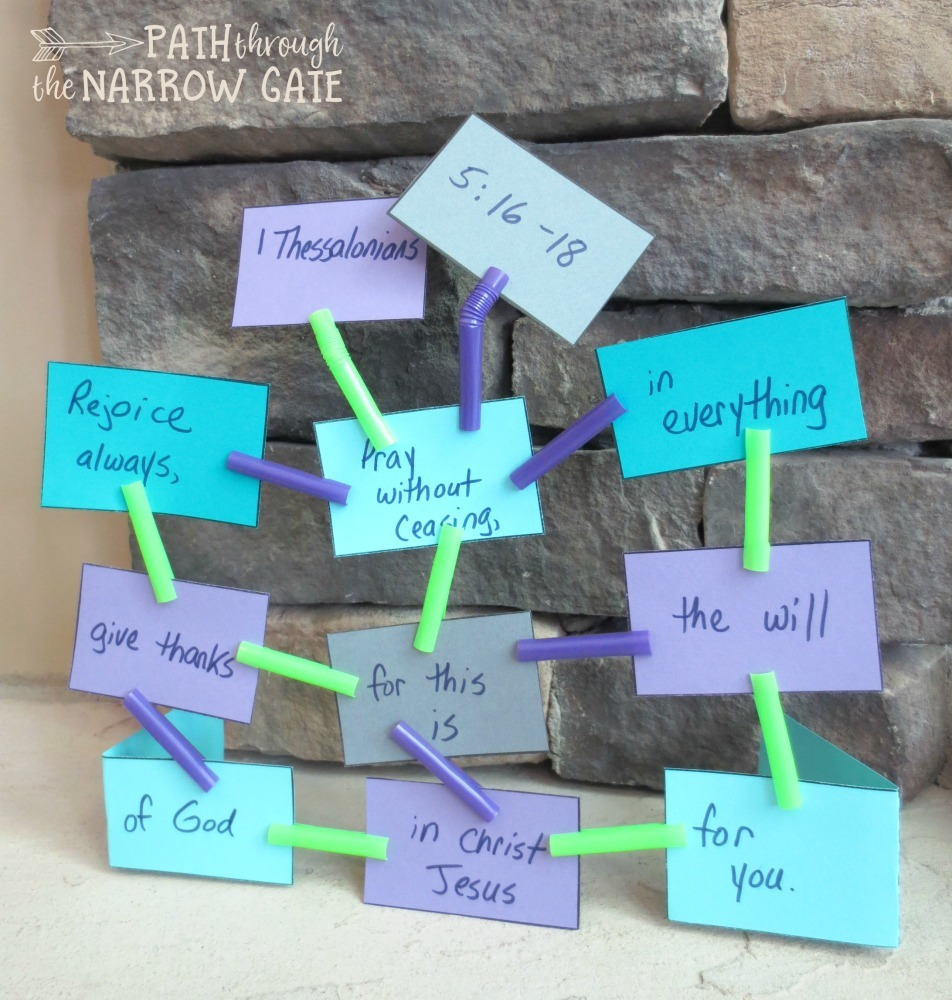 PATH through
the NARROW GATE
1 Thessalonians
5:16-18
Rejoice
always,
Pray
without
Ceasing,
in
everything
give thanks
for this
is
the will
of God
in Christ
Jesus
for
you.